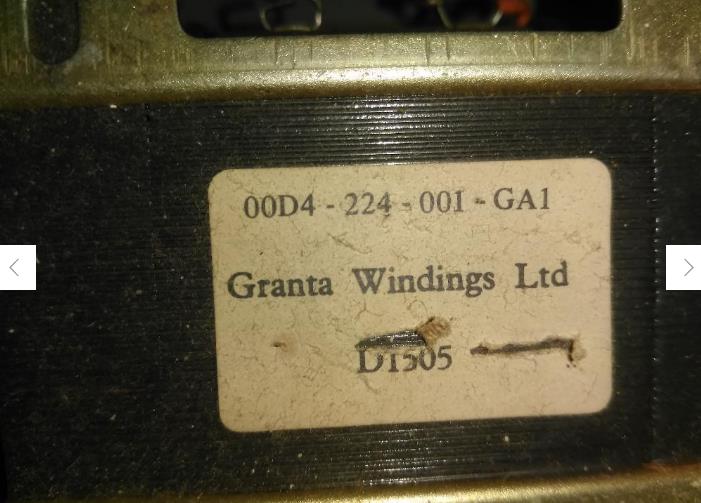 00D4 - 224 - 001 - GA1
Granta Windings Ltd
D1505